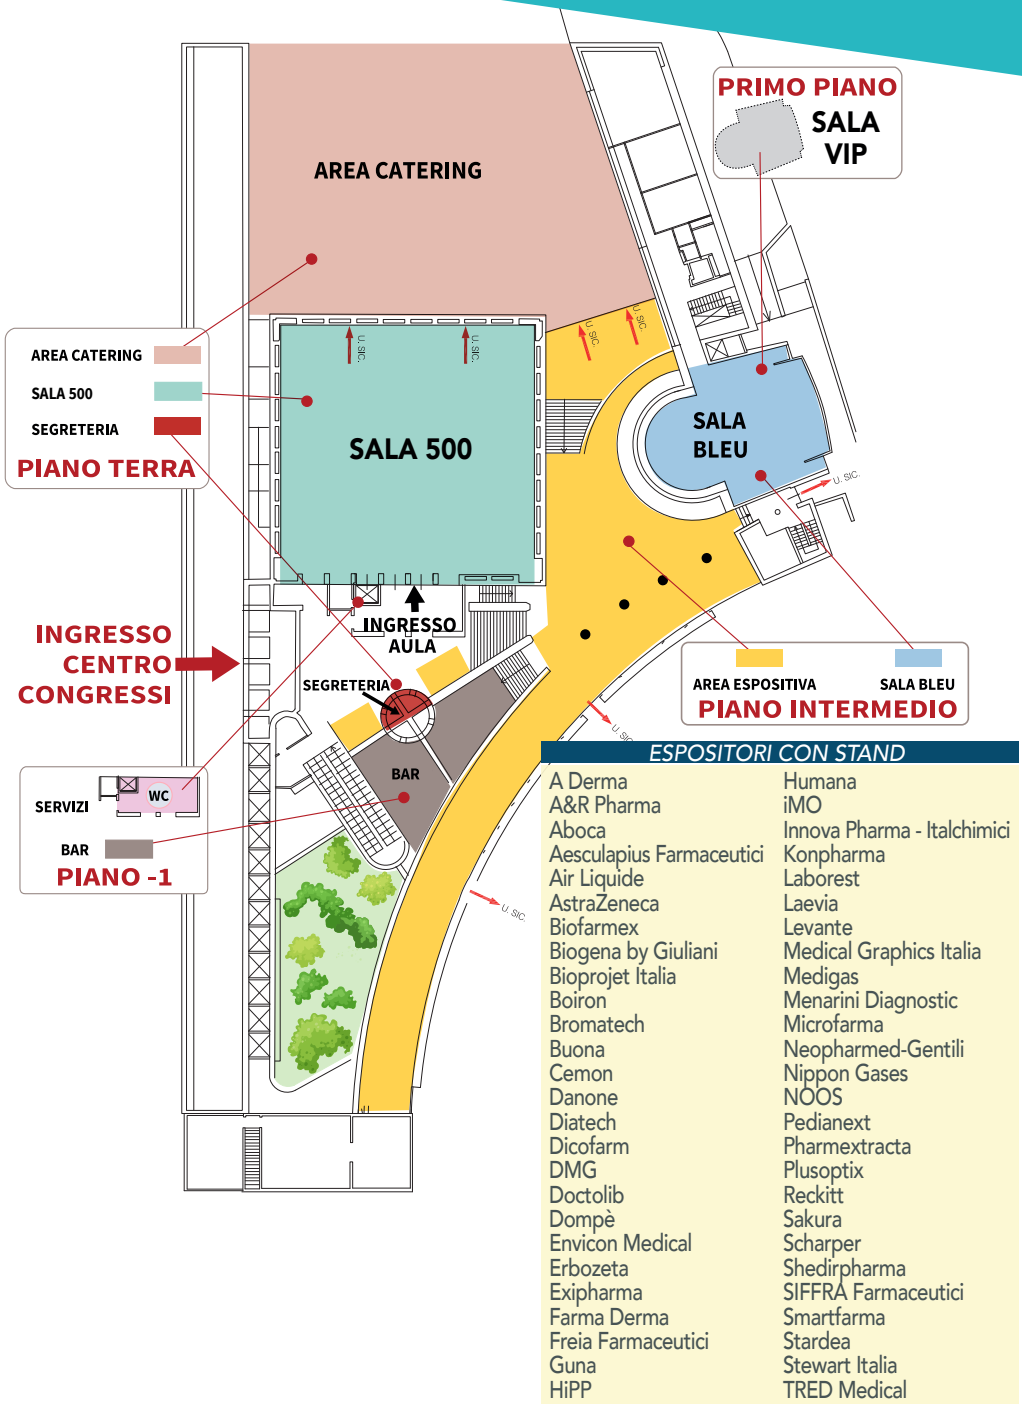 PRIMO PIANO
SALA
VIP
AREA CATERING
U. SIC.
U. SIC.
U. SIC.
U. SIC.
AREA CATERING
SALA 500
SEGRETERIA
PIANO TERRA
SALA 500
SALA
BLEU
U. SIC.
INGRESSO
AULA
INGRESSO
CENTRO
CONGRESSI
SEGRETERIA
AREA ESPOSITIVA
SALA BLEU
PIANO INTERMEDIO
U. SIC.
BAR
SERVIZI
WC
BAR
PIANO -1
U. SIC.
ESPOSITORI CON STAND
A Derma
A&R Pharma
Aboca
Aesculapius Farmaceutici
Air Liquide
AstraZeneca
Biofarmex
Biogena by Giuliani
Bioprojet Italia
Boiron
Bromatech
Buona
Cemon
Danone
Diatech
Dicofarm
DMG
Doctolib
Dompè
Envicon Medical
Erbozeta
Exipharma
Farma Derma
Freia Farmaceutici
Guna
HiPP
Humana
iMO
Innova Pharma - Italchimici
Konpharma
Laborest
Laevia
Levante
Medical Graphics Italia
Medigas
Menarini Diagnostic
Microfarma
Neopharmed-Gentili
Nippon Gases
NOOS
Pedianext
Pharmextracta
Plusoptix
Reckitt
Sakura
Scharper
Shedirpharma
SIFFRA Farmaceutici
Smartfarma
Stardea
Stewart Italia
TRED Medical